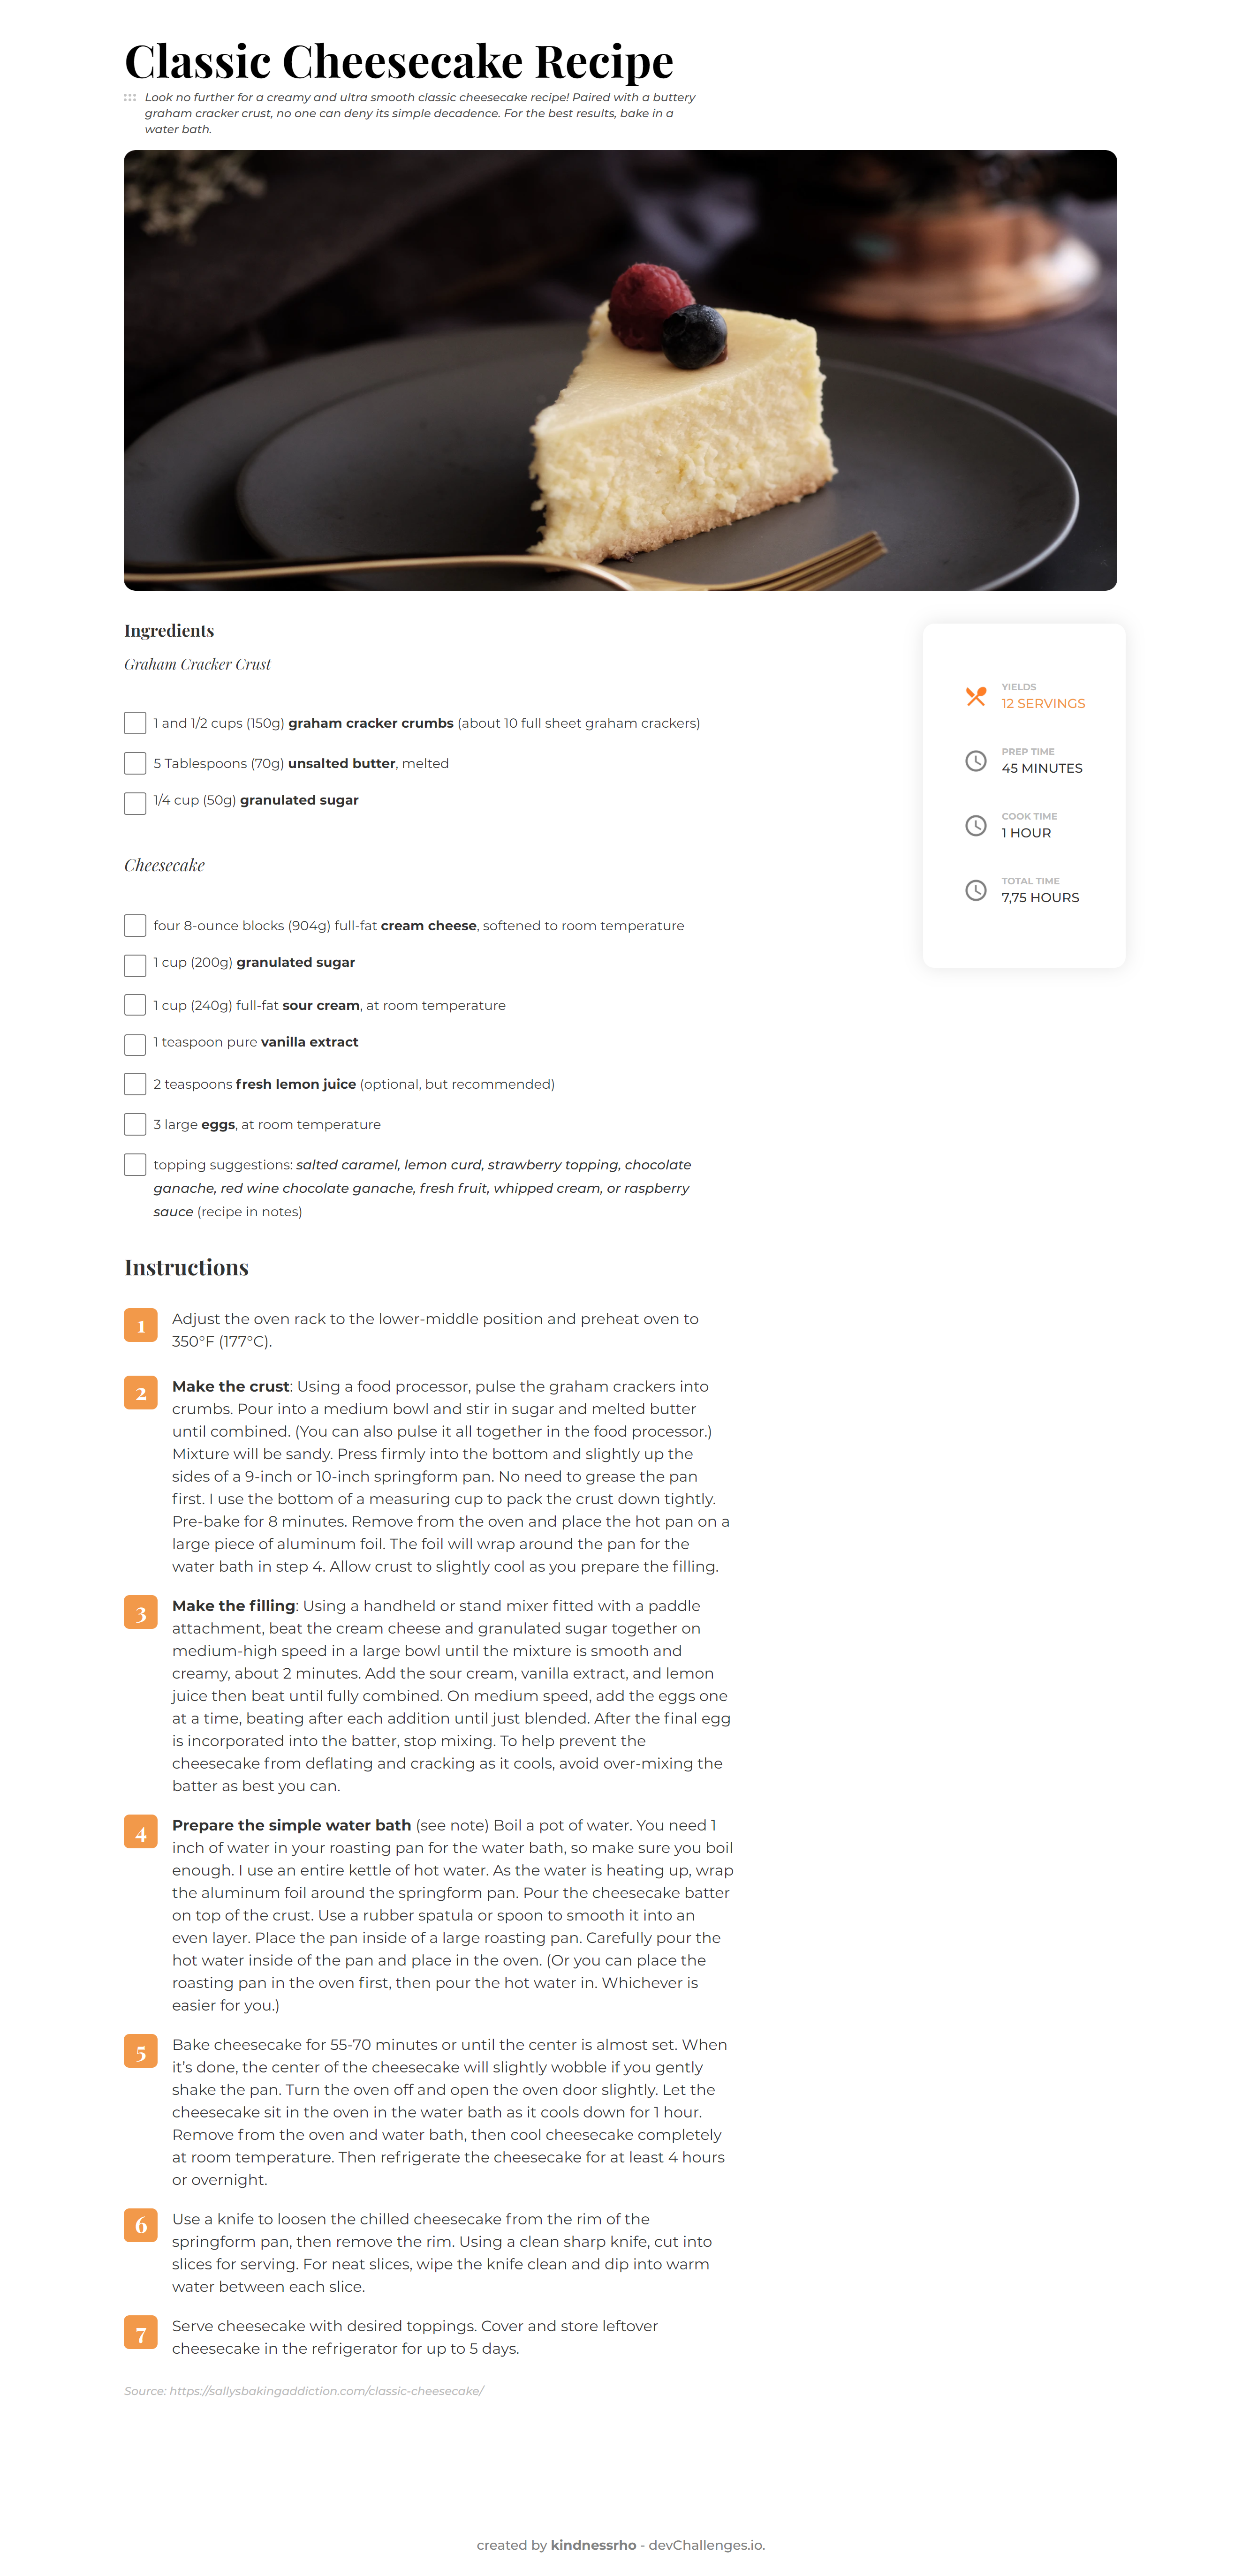 Classic Cheesecake Recipe
Look no further for a creamy and ultra smooth classic cheesecake recipe! Paired with a buttery
graham cracker crust, no one can deny its simple decadence. For the best results, bake in a
water bath.
Ingredients
Graham Cracker Crust
1 and 1/2 cups (150g) graham cracker crumbs (about 10 full sheet graham crackers)
5 Tablespoons (70g) unsalted butter, melted
1/4 cup (50g) granulated sugar
Cheesecake
four 8-ounce blocks (904g) full-fat cream cheese, softened to room temperature
1 cup (200g) granulated sugar
1 cup (240g) full-fat sour cream, at room temperature
1 teaspoon pure vanilla extract
2 teaspoons fresh lemon juice (optional, but recommended)
3 large eggs, at room temperature
topping suggestions: salted caramel, lemon curd, strawberry topping, chocolate
ganache, red wine chocolate ganache, fresh fruit, whipped cream, or raspberry
sauce (recipe in notes)
YIELDS
12 SERVINGS
PREP TIME
45 MINUTES
COOK TIME
1 HOUR
TOTAL TIME
7,75 HOURS
Instructions
1 Adjust the oven rack to the lower-middle position and preheat oven to
350°F (177°C).
2 Make the crust: Using a food processor, pulse the graham crackers into
crumbs. Pour into a medium bowl and stir in sugar and melted butter
until combined. (You can also pulse it all together in the food processor.)
Mixture will be sandy. Press firmly into the bottom and slightly up the
sides of a 9-inch or 10-inch springform pan. No need to grease the pan
first. I use the bottom of a measuring cup to pack the crust down tightly.
Pre-bake for 8 minutes. Remove from the oven and place the hot pan on a
large piece of aluminum foil. The foil will wrap around the pan for the
water bath in step 4. Allow crust to slightly cool as you prepare the filling.
3 Make the filling: Using a handheld or stand mixer fitted with a paddle
attachment, beat the cream cheese and granulated sugar together on
medium-high speed in a large bowl until the mixture is smooth and
creamy, about 2 minutes. Add the sour cream, vanilla extract, and lemon
juice then beat until fully combined. On medium speed, add the eggs one
at a time, beating after each addition until just blended. After the final egg
is incorporated into the batter, stop mixing. To help prevent the
cheesecake from deflating and cracking as it cools, avoid over-mixing the
batter as best you can.
4 Prepare the simple water bath (see note) Boil a pot of water. You need 1
inch of water in your roasting pan for the water bath, so make sure you boil
enough. I use an entire kettle of hot water. As the water is heating up, wrap
the aluminum foil around the springform pan. Pour the cheesecake batter
on top of the crust. Use a rubber spatula or spoon to smooth it into an
even layer. Place the pan inside of a large roasting pan. Carefully pour the
hot water inside of the pan and place in the oven. (Or you can place the
roasting pan in the oven first, then pour the hot water in. Whichever is
easier for you.)
5 Bake cheesecake for 55-70 minutes or until the center is almost set. When
it's done, the center of the cheesecake will slightly wobble if you gently
shake the pan. Turn the oven off and open the oven door slightly. Let the
cheesecake sit in the oven in the water bath as it cools down for 1 hour.
Remove from the oven and water bath, then cool cheesecake completely
at room temperature. Then refrigerate the cheesecake for at least 4 hours
or overnight.
6 Use a knife to loosen the chilled cheesecake from the rim of the
springform pan, then remove the rim. Using a clean sharp knife, cut into
slices for serving. For neat slices, wipe the knife clean and dip into warm
water between each slice.
7 Serve cheesecake with desired toppings. Cover and store leftover
cheesecake in the refrigerator for up to 5 days.
Source: https://sallysbakingaddiction.com/classic-cheesecake/
created by kindnessrho - devChallenges.io.